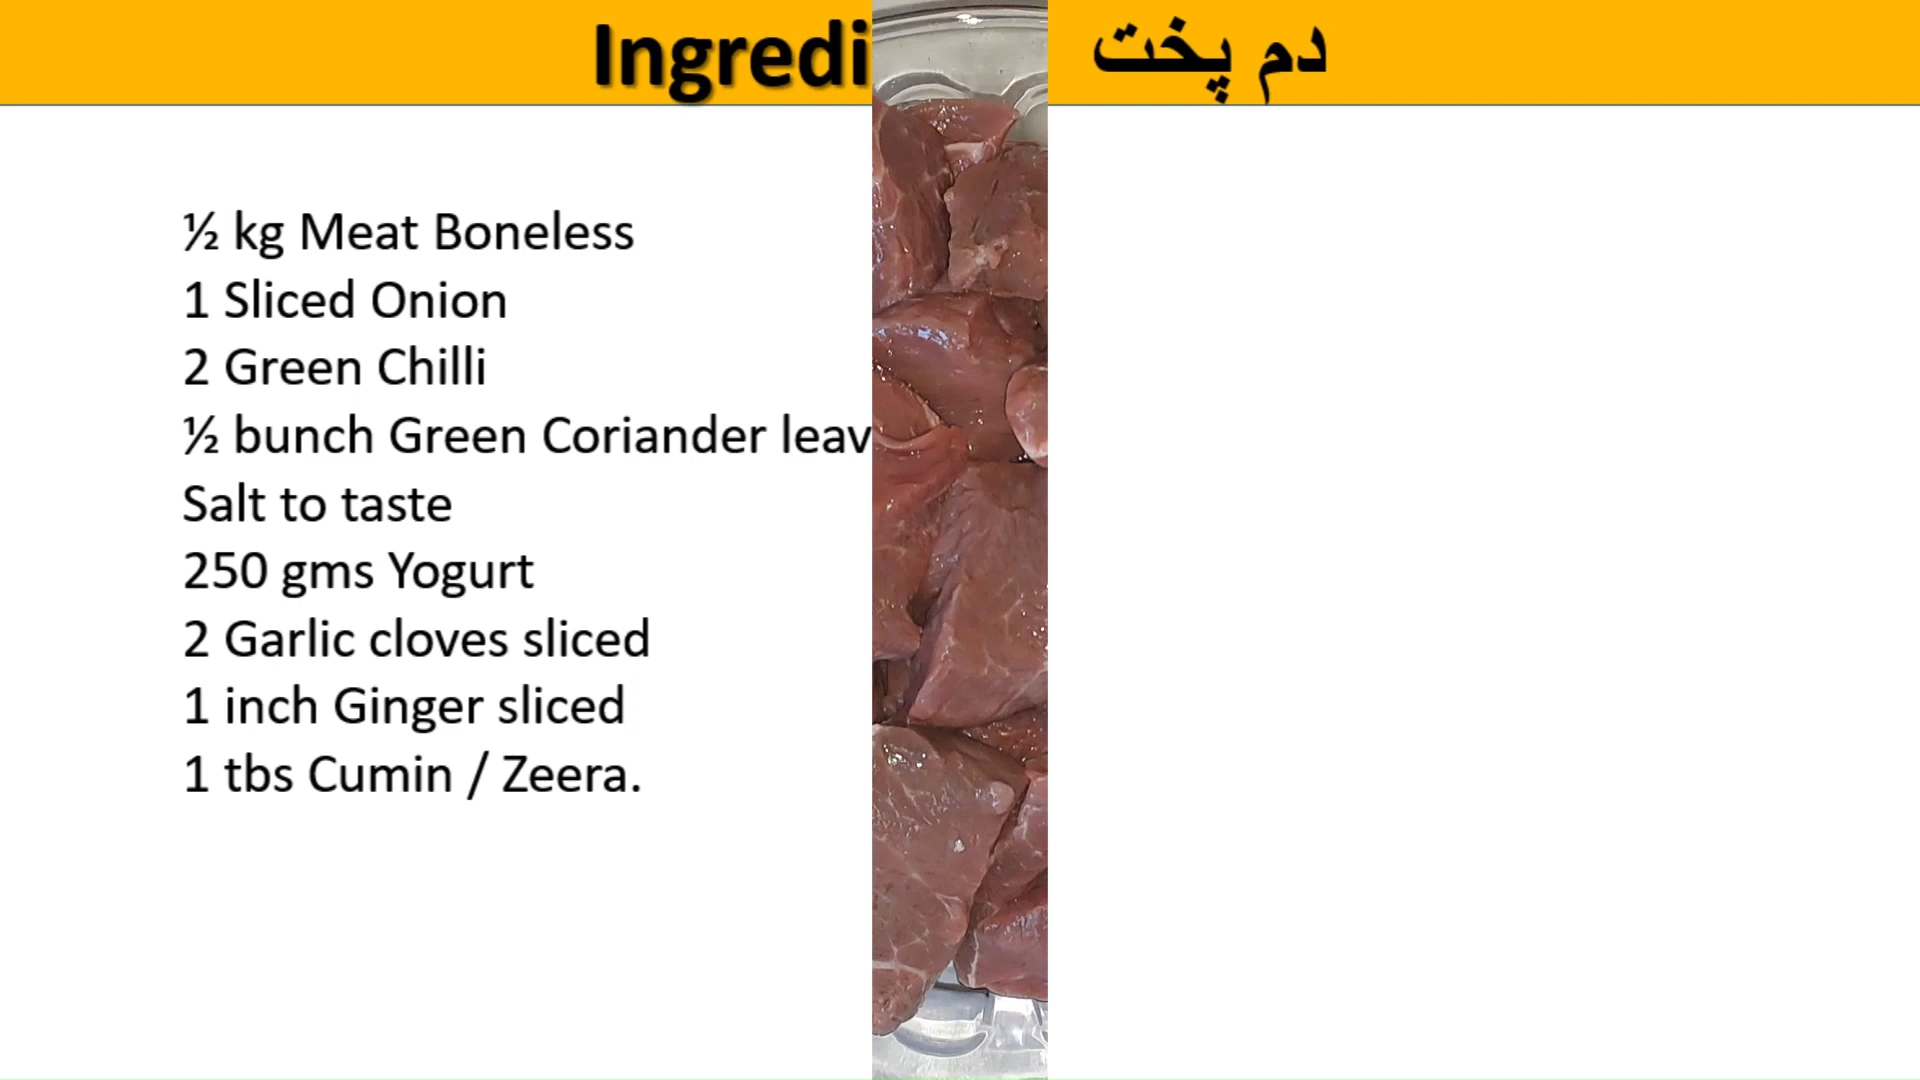 Ingredi دم پخت
½ kg Meat Boneless
1 Sliced Onion
2 Green Chilli
½ bunch Green Coriander leav
Salt to taste
250 gms Yogurt
2 Garlic cloves sliced
1 inch Ginger sliced
1 tbs Cumin / Zeera.